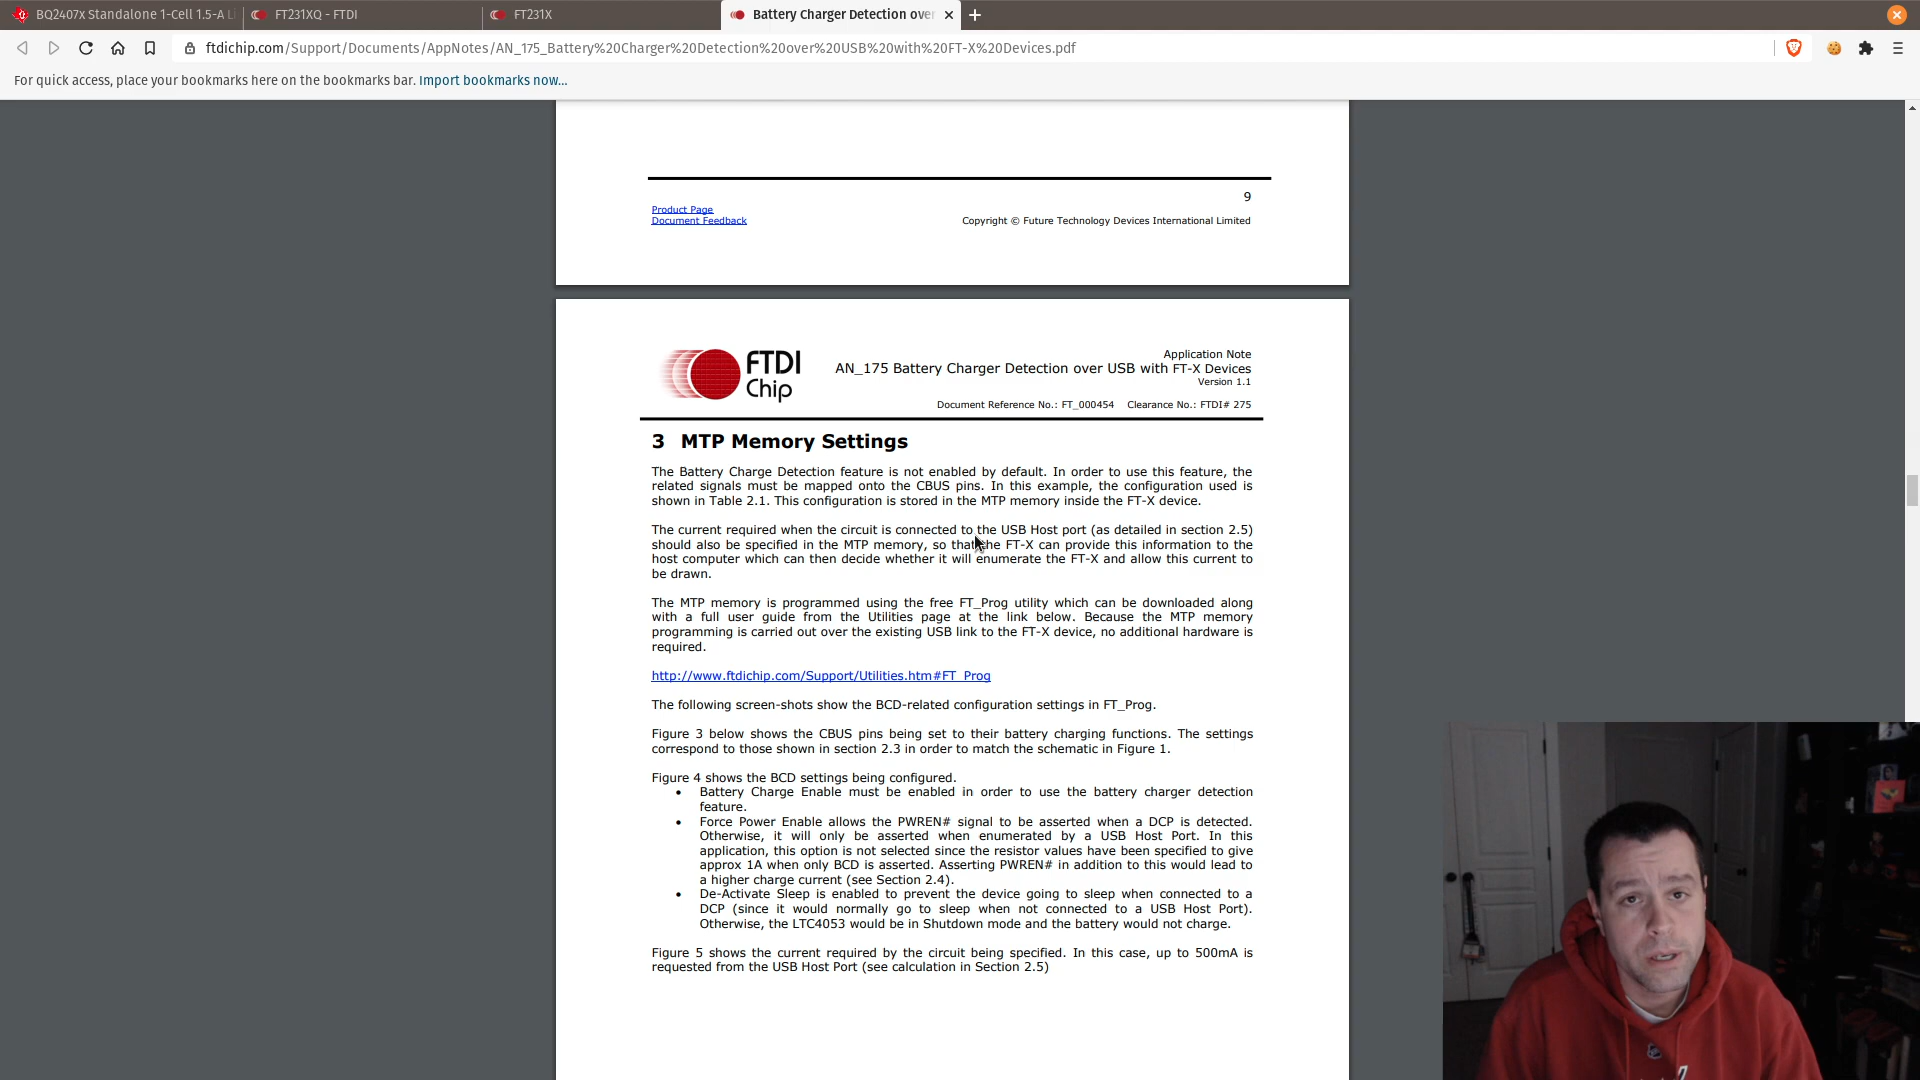 BQ2407x Standalone 1-Cell 1.5-A Li
FT231XQ - FTDI
FT231X
Battery Charger Detection ove
ftdichip.com/Support/Documents/AppNotes/AN_175_Battery%20Charger%20Detection%20over%20USB%20with%20FT-X%20Devices.pdf
For quick access, place your bookmarks here on the bookmarks bar. Import bookmarks now...
9
Product Page
Document Feedback
Copyright © Future Technology Devices International Limited
FTDI
Chip
Application Note
AN_175 Battery Charger Detection over USB with FT-X Devices
Version 1.1
Document Reference No.: FT_000454 Clearance No.: FTDI# 275
3 MTP Memory Settings
The Battery Charge Detection feature is not enabled by default. In order to use this feature, the
related signals must be mapped onto the CBUS pins. In this example, the configuration used is
shown in Table 2.1. This configuration is stored in the MTP memory inside the FT-X device.
The current required when the circuit is connected to the USB Host port (as detailed in section 2.5)
should also be specified in the MTP memory, so that the FT-X can provide this information to the
host computer which can then decide whether it will enumerate the FT-X and allow this current to
be drawn.
The MTP memory is programmed using the free FT_Prog utility which can be downloaded along
with a full user guide from the Utilities page at the link below. Because the MTP memory
programming is carried out over the existing USB link to the FT-X device, no additional hardware is
required.
http://www.ftdichip.com/Support/Utilities.htm#FT_Prog
The following screen-shots show the BCD-related configuration settings in FT_Prog.
Figure 3 below shows the CBUS pins being set to their battery charging functions. The settings
correspond to those shown in section 2.3 in order to match the schematic in Figure 1.
Figure 4 shows the BCD settings being configured.
• Battery Charge Enable must be enabled in order to use the battery charger detection
feature.
• Force Power Enable allows the PWREN# signal to be asserted when a DCP is detected.
Otherwise, it will only be asserted when enumerated by a USB Host Port. In this
application, this option is not selected since the resistor values have been specified to give
approx 1A when only BCD is asserted. Asserting PWREN# in addition to this would lead to
a higher charge current (see Section 2.4).
• De-Activate Sleep is enabled to prevent the device going to sleep when connected to a
DCP (since it would normally go to sleep when not connected to a USB Host Port).
Otherwise, the LTC4053 would be in Shutdown mode and the battery would not charge.
Figure 5 shows the current required by the circuit being specified. In this case, up to 500mA is
requested from the USB Host Port (see calculation in Section 2.5)